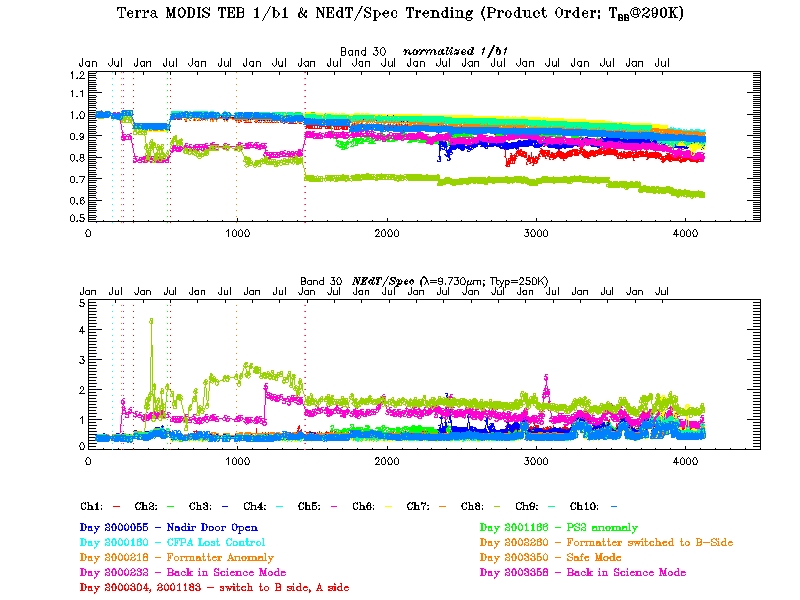 Terra MODIS TEB 1/b1 & NEdT/Spec Trending (Product Order; TBB@290K)
Band 30 normalized 1/b1
Jan Jul Jan Jul Jan Jul Jan Jul Jan Jul Jan Jul Jan Jul Jan Jul Jan Jul Jan Jul Jan Jul
1.2
1.1
1.0
0.9
0.8
0.7
0.6
0.5
0 1000 2000 3000 4000
Band 30 NEdT/Spec (λ=9.730μm; Ttyp=250K)
Jan Jul Jan Jul Jan Jul Jan Jul Jan Jul Jan Jul Jan Jul Jan Jul Jan Jul Jan Jul Jan Jul
5
4
3
2
1
0
0 1000 2000 3000 4000
Ch1: – Ch2: – Ch3: – Ch4: – Ch5: – Ch6: – Ch7: – Ch8: – Ch9: – Ch10: –
Day 2000055 – Nadir Door Open
Day 2001166 – PS2 anomaly
Day 2000160 – CFPA Lost Control
Day 2002260 – Formatter switched to B-Side
Day 2000218 – Formatter Anomaly
Day 2003350 – Safe Mode
Day 2000232 – Back in Science Mode
Day 2003358 – Back in Science Mode
Day 2000304, 2001183 – switch to B side, A side